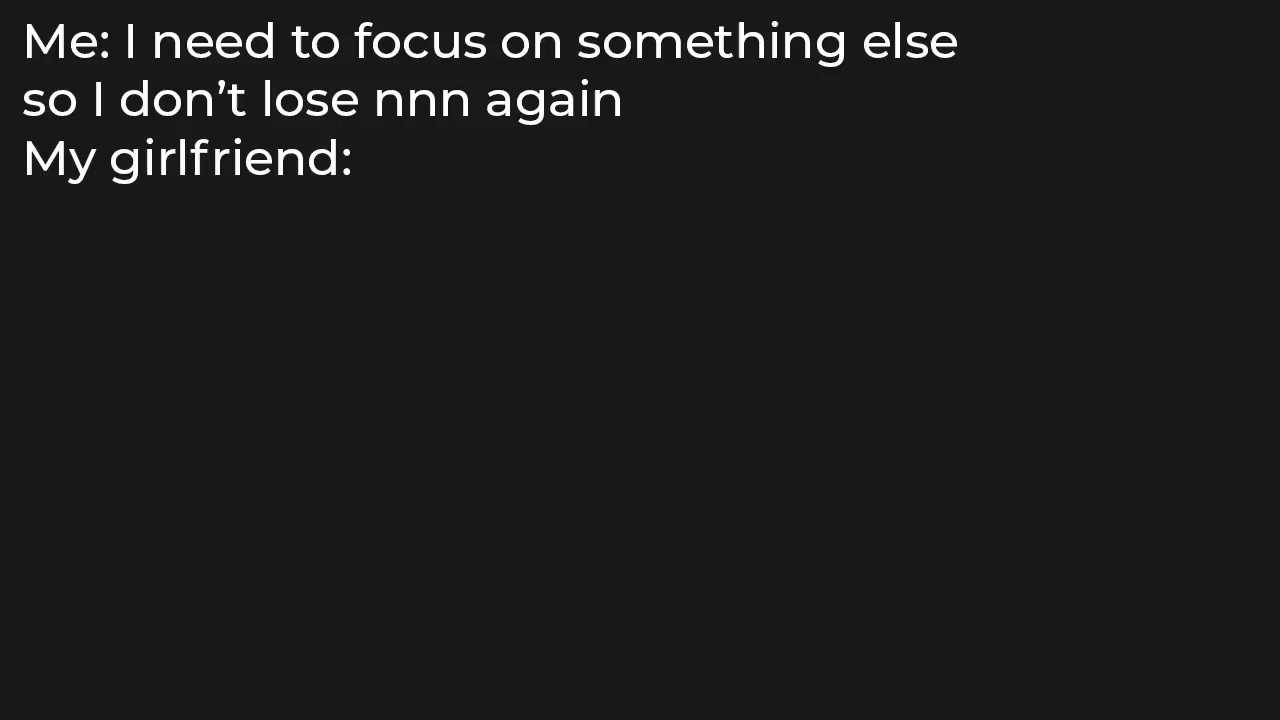 Me: I need to focus on something else
so I don’t lose nnn again
My girlfriend: